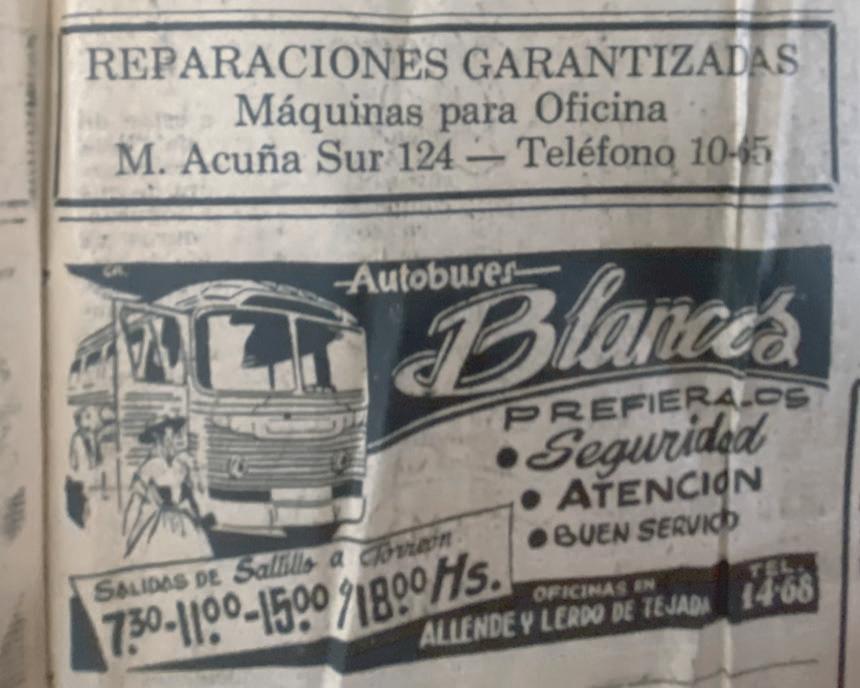 REPARACIONES GARANTIZADAS
Máquinas para Oficina
M. Acuña Sur 124 — Teléfono 10-65
Autobuses
Blancos
PREFIERALOS
• Seguridad
• ATENCION
• BUEN SERVICIO
SALIDAS DE Saltillo a Torreón
7.30-11.00-15.00 y 18.00 Hs.
OFICINAS EN
ALLENDE Y LERDO DE TEJADA
TEL.
14-68